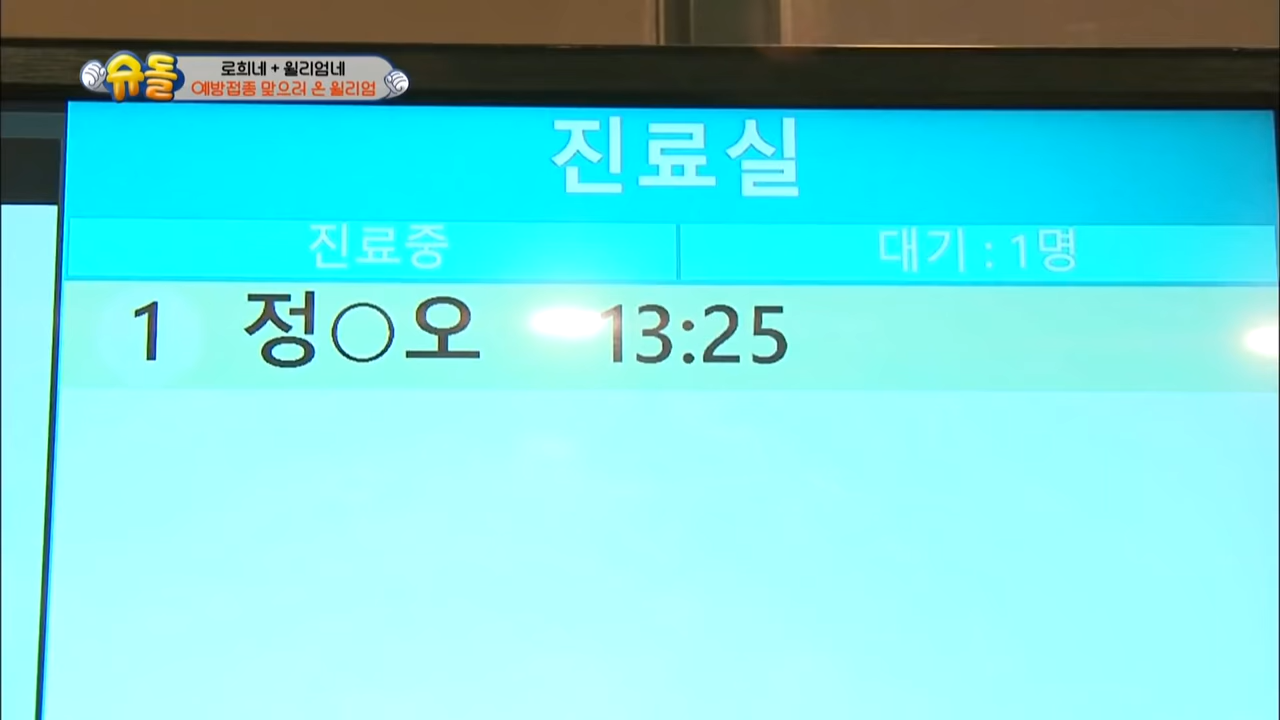 슈돌
로희네 + 윌리엄네
예방접종 맞으러 온 윌리엄
진료실
진료중 대기 : 1명
1 정○오 13:25